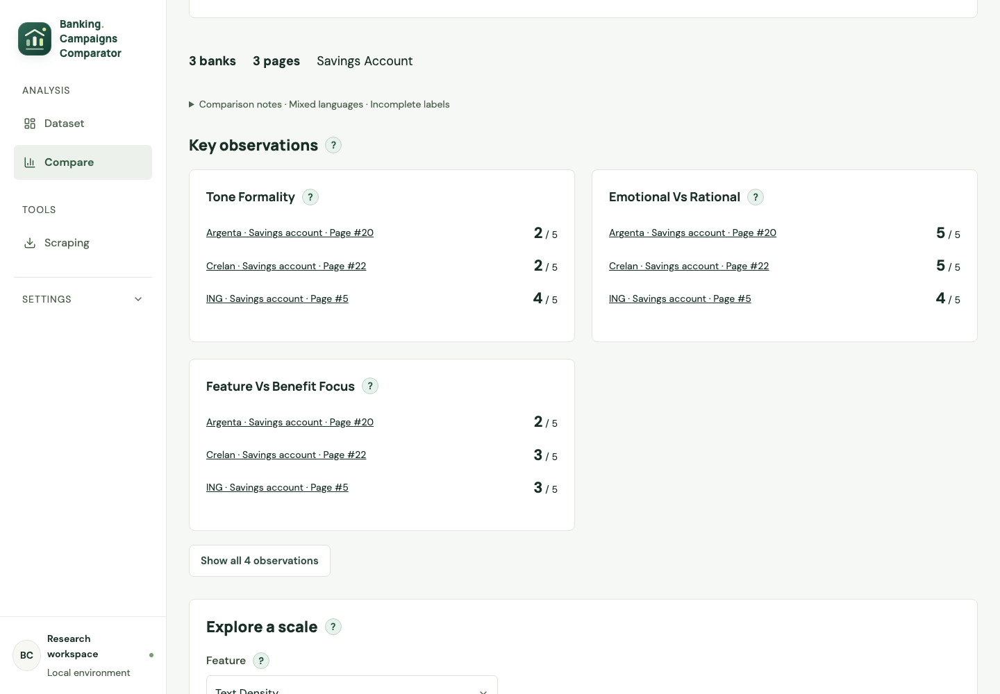 Banking.
Campaigns
Comparator
ANALYSIS
Dataset
Compare
TOOLS
Scraping
SETTINGS
BC
Research
workspace
Local environment
3 banks 3 pages Savings Account
▶ Comparison notes · Mixed languages · Incomplete labels
Key observations ?
Tone Formality ?
Argenta · Savings account · Page #20 2 / 5
Crelan · Savings account · Page #22 2 / 5
ING · Savings account · Page #5 4 / 5
Emotional Vs Rational ?
Argenta · Savings account · Page #20 5 / 5
Crelan · Savings account · Page #22 5 / 5
ING · Savings account · Page #5 4 / 5
Feature Vs Benefit Focus ?
Argenta · Savings account · Page #20 2 / 5
Crelan · Savings account · Page #22 3 / 5
ING · Savings account · Page #5 3 / 5
Show all 4 observations
Explore a scale ?
Feature ?
Text Density